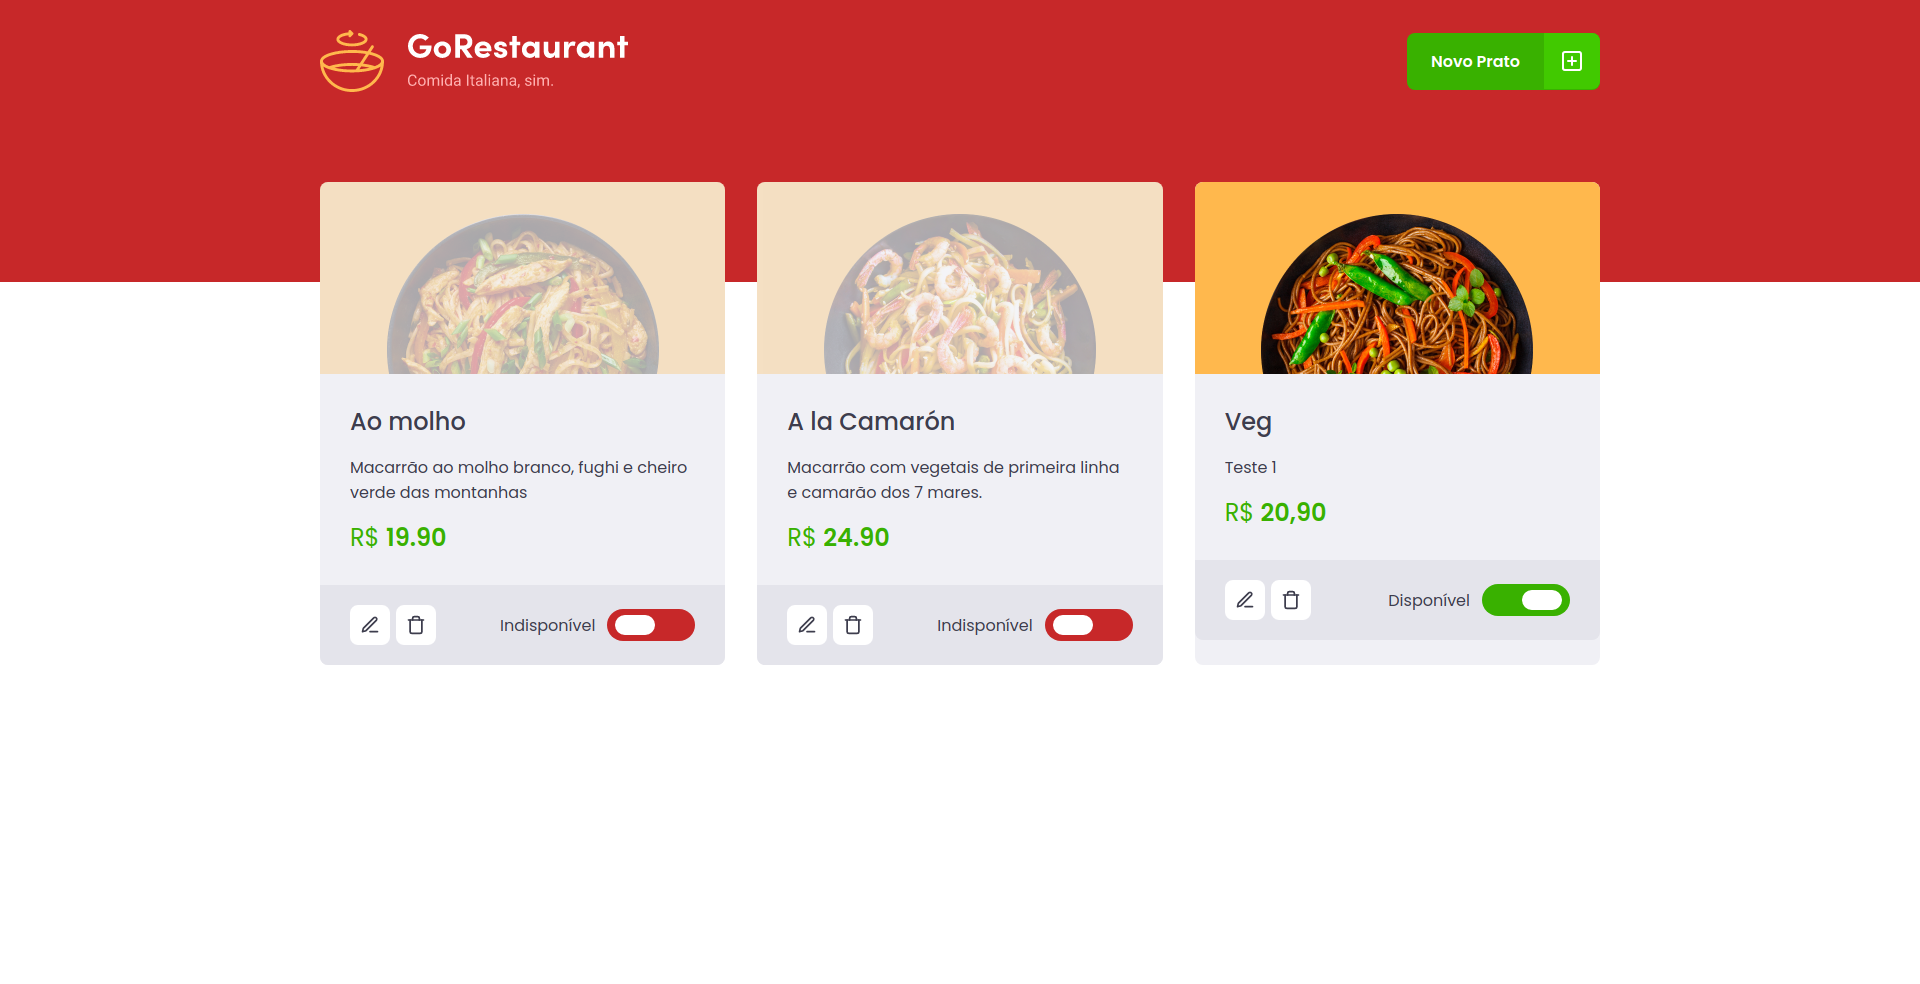 GoRestaurant
Comida Italiana, sim.
Novo Prato
Ao molho
Macarrão ao molho branco, fughi e cheiro
verde das montanhas
R$ 19.90
Indisponível
A la Camarón
Macarrão com vegetais de primeira linha
e camarão dos 7 mares.
R$ 24.90
Indisponível
Veg
Teste 1
R$ 20,90
Disponível